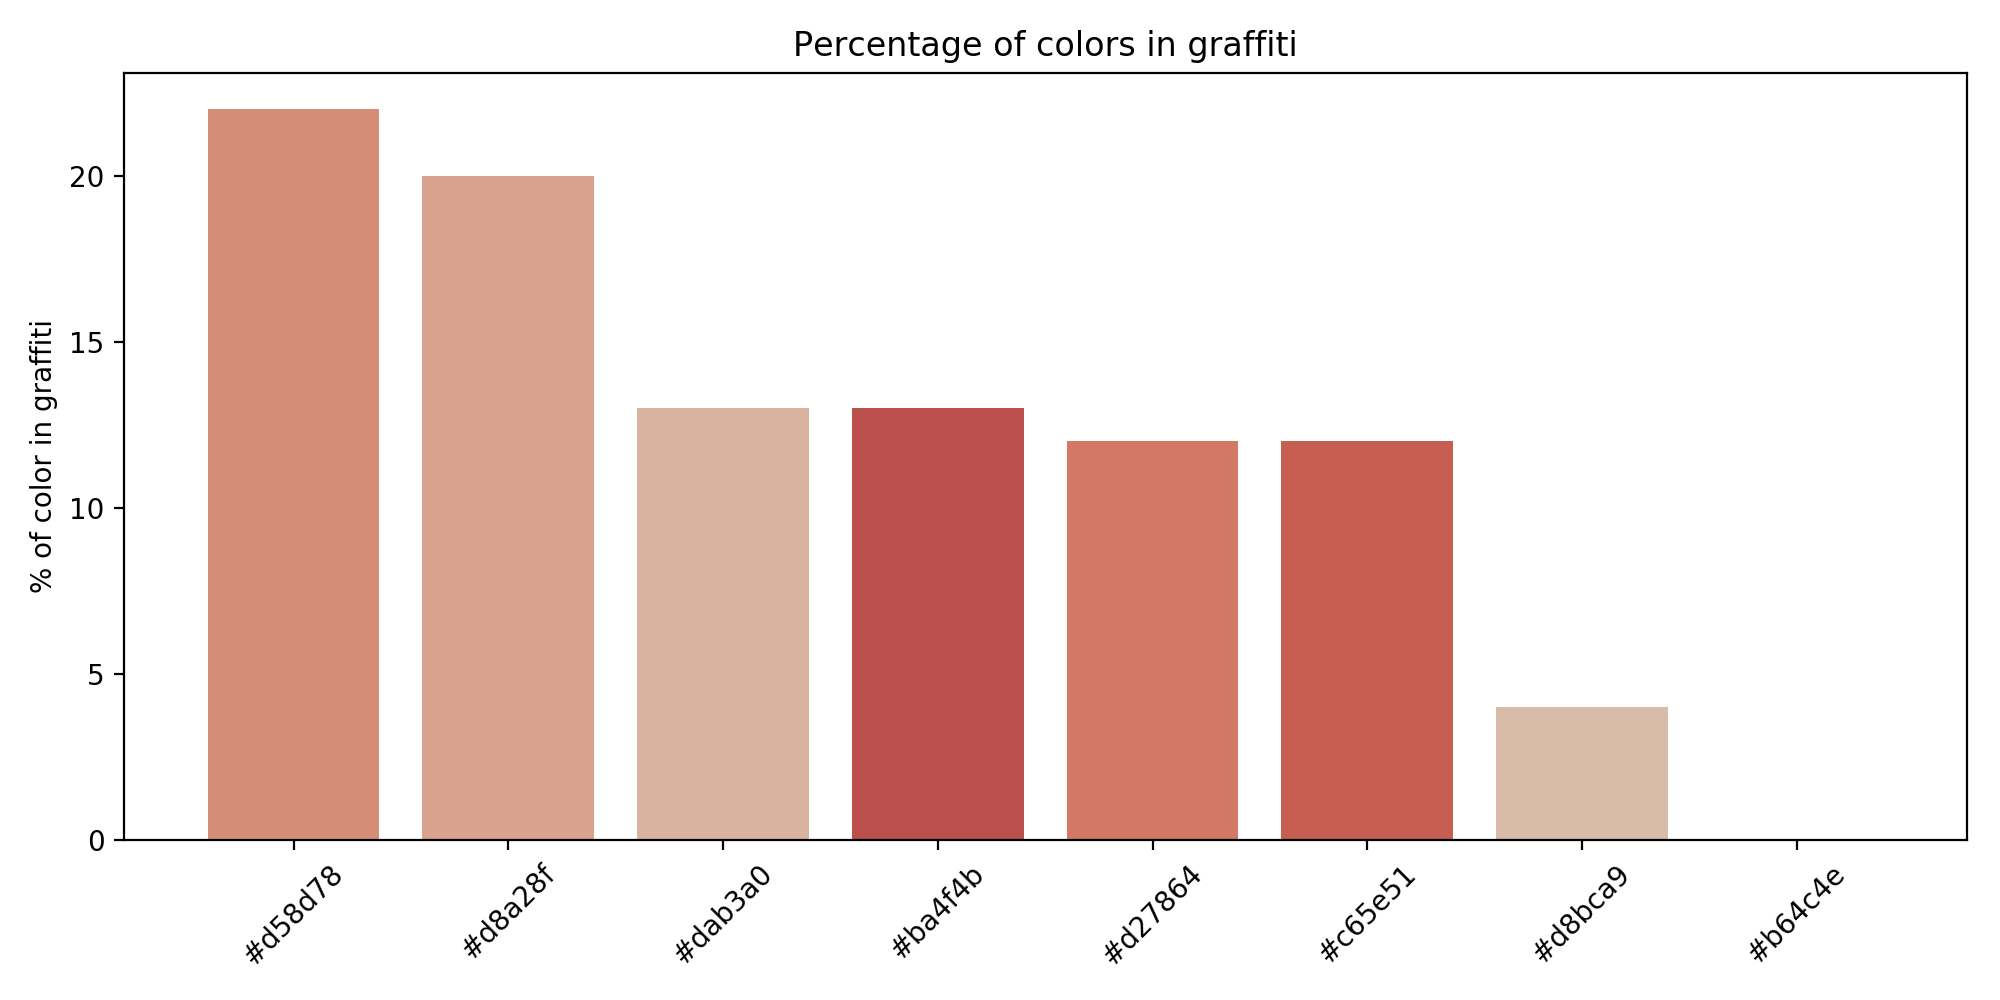 Percentage of colors in graffiti
% of color in graffiti
20
15
10
5
0
#d58d78
#d8a28f
#dab3a0
#ba4f4b
#d27864
#c65e51
#d8bca9
#b64c4e